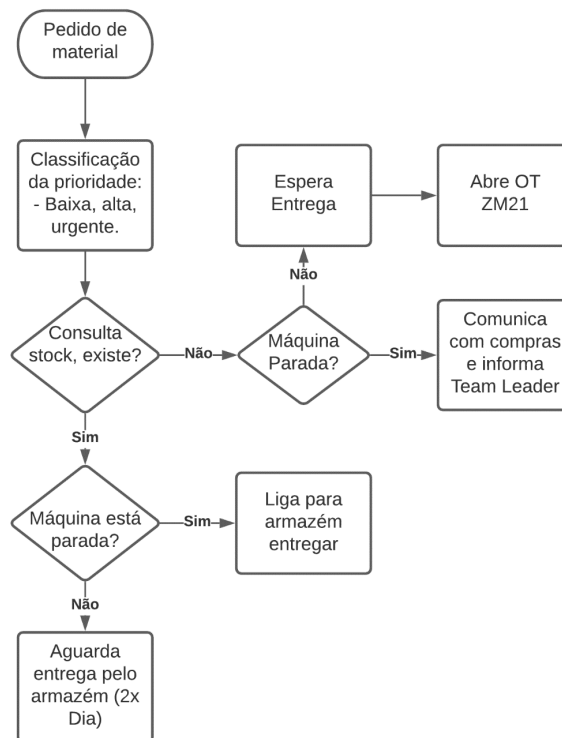 Pedido de
material
Classificação
da prioridade:
- Baixa, alta,
urgente.
Espera
Entrega
Abre OT
ZM21
Não
Consulta
stock, existe?
Não
Máquina
Parada?
Sim
Comunica
com compras
e informa
Team Leader
Sim
Máquina está
parada?
Sim
Liga para
armazém
entregar
Não
Aguarda
entrega pelo
armazém (2x
Dia)